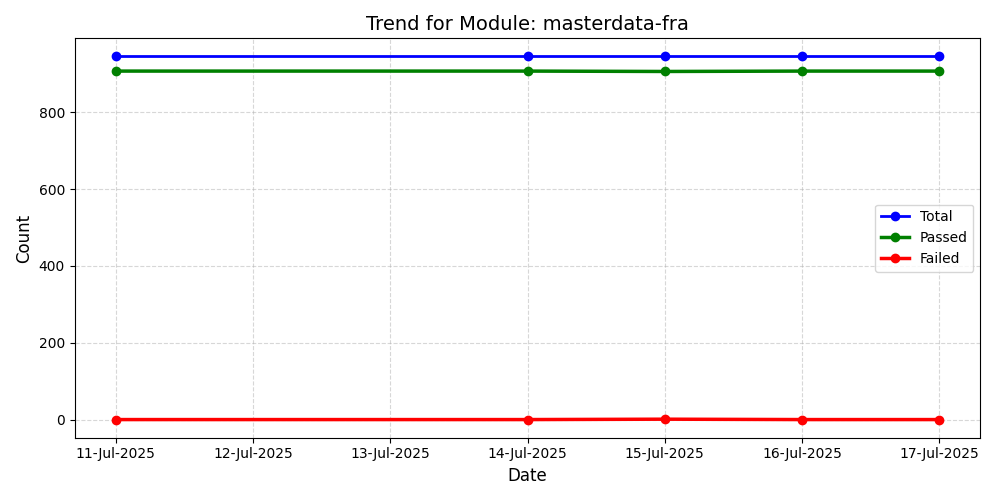 Trend for Module: masterdata-fra
Count
800
600
400
200
0
Total
Passed
Failed
11-Jul-2025
12-Jul-2025
13-Jul-2025
14-Jul-2025
15-Jul-2025
16-Jul-2025
17-Jul-2025
Date